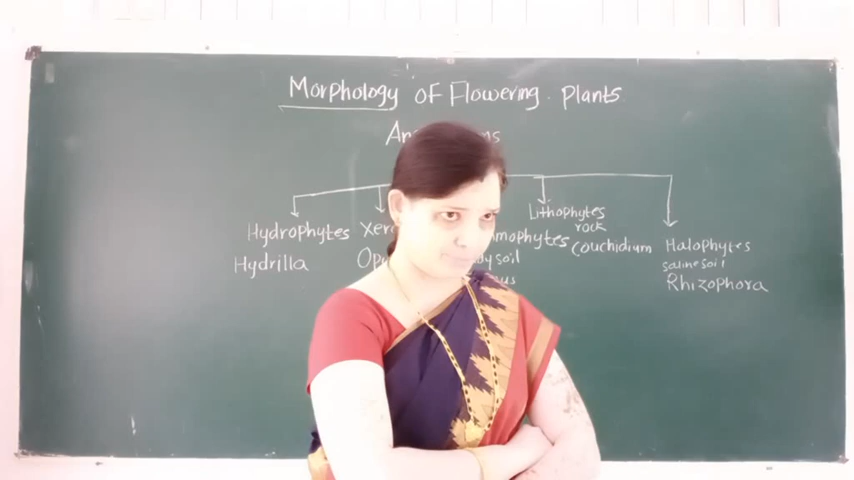 Morphology of Flowering. Plants
Lithophytes
rock
Hydrophytes
Couchidium
Halophytes
Hydrilla
saline soil
Rhizophora